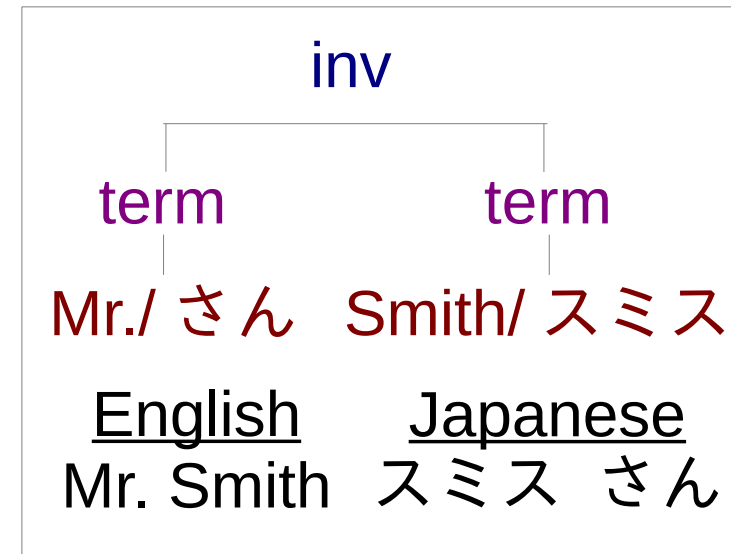 inv
term term
Mr./ さん Smith/ スミス
English Japanese
Mr. Smith スミス さん